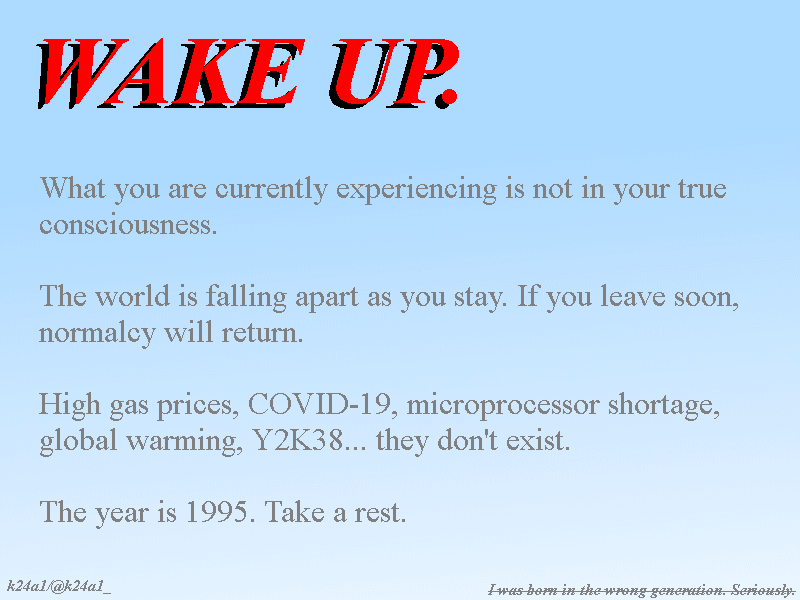 WAKE UP.
What you are currently experiencing is not in your true
consciousness.
The world is falling apart as you stay. If you leave soon,
normalcy will return.
High gas prices, COVID-19, microprocessor shortage,
global warming, Y2K38... they don't exist.
The year is 1995. Take a rest.
k24a1/@k24a1_
I was born in the wrong generation. Seriously.